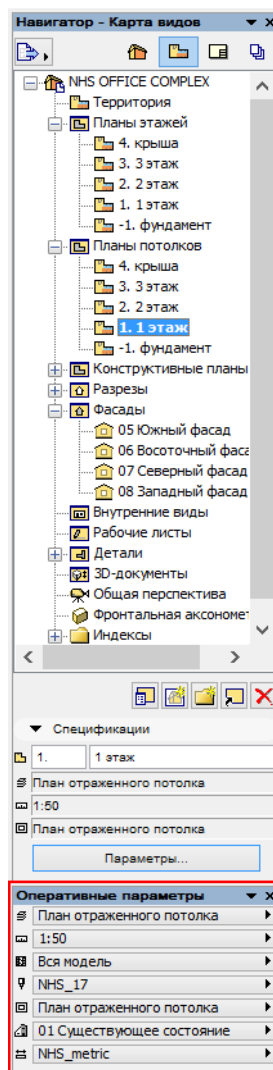 Навигатор - Карта видов
NHS OFFICE COMPLEX
Территория
Планы этажей
4. крыша
3. 3 этаж
2. 2 этаж
1. 1 этаж
-1. фундамент
Планы потолков
4. крыша
3. 3 этаж
2. 2 этаж
1. 1 этаж
-1. фундамент
Конструктивные планы
Разрезы
Фасады
05 Южный фасад
06 Восоточный фаса
07 Северный фасад
08 Западный фасад
Внутренние виды
Рабочие листы
Детали
3D-документы
Общая перспектива
Фронтальная аксономет
Индексы
Спецификации
1. 1 этаж
План отраженного потолка
1:50
План отраженного потолка
Параметры...
Оперативные параметры
План отраженного потолка
1:50
Вся модель
NHS_17
План отраженного потолка
01 Существующее состояние
NHS_metric